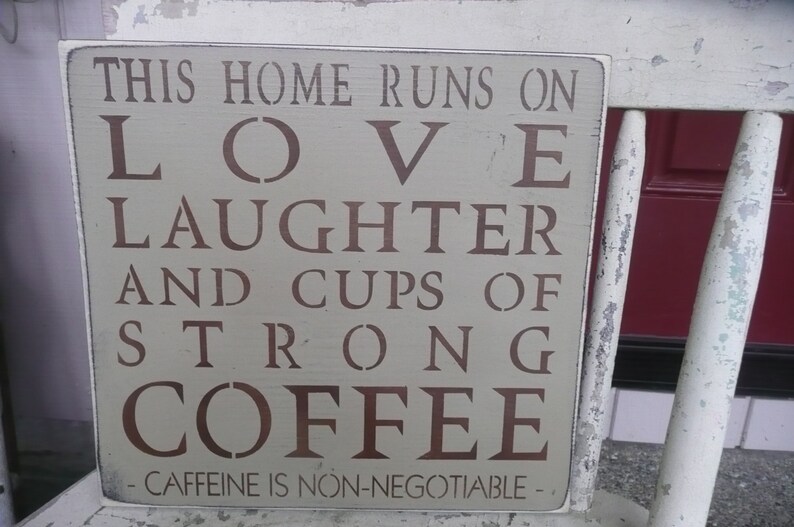 THIS HOME RUNS ON
LOVE
LAUGHTER
AND CUPS OF
STRONG
COFFEE
- CAFFEINE IS NON-NEGOTIABLE -